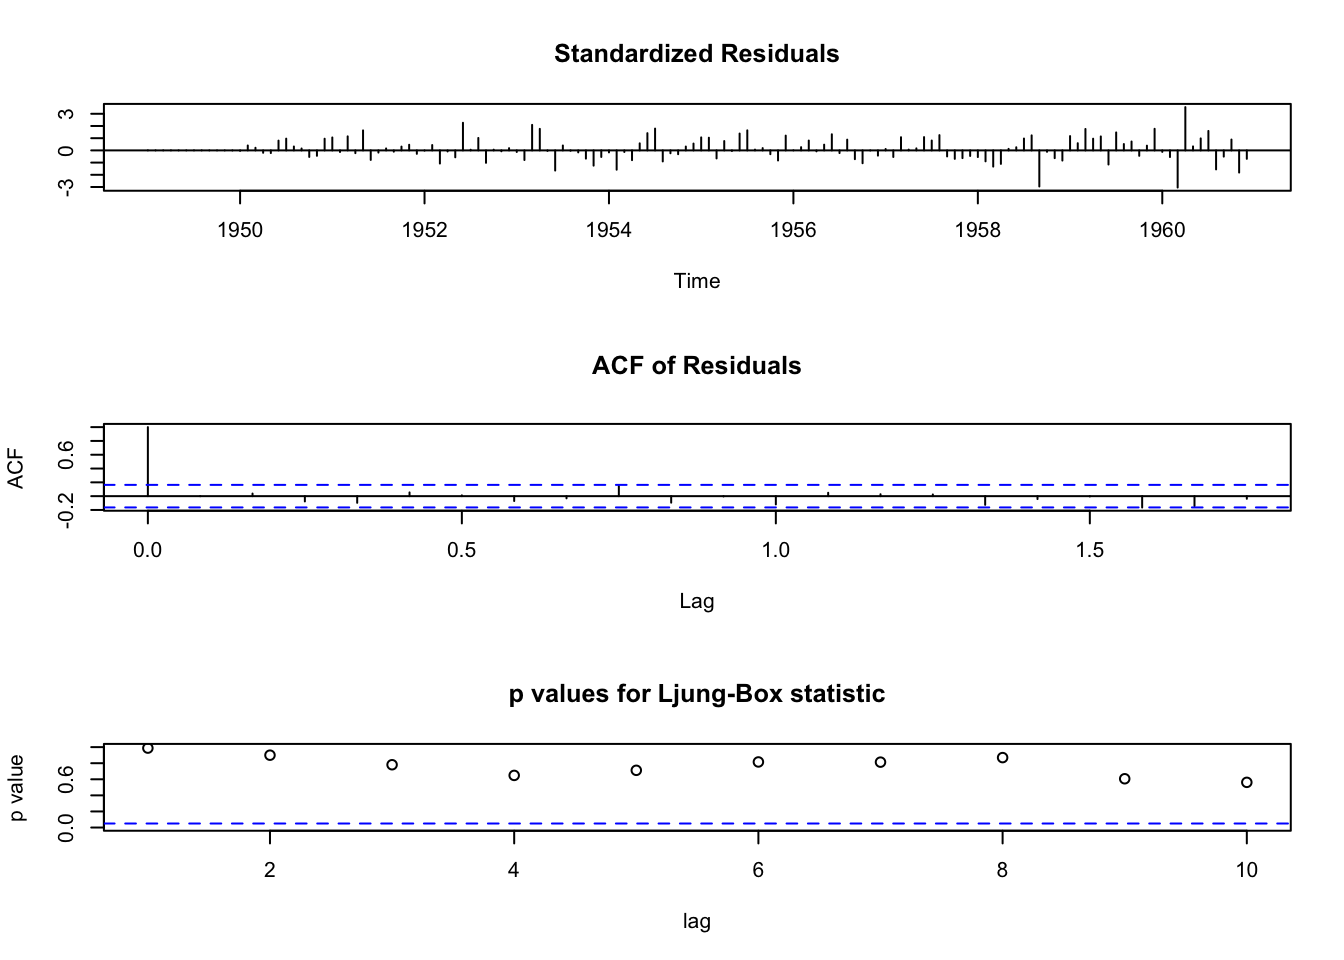 Standardized Residuals
3
0
-3
1950 1952 1954 1956 1958 1960
Time
ACF of Residuals
ACF
0.6
-0.2
0.0 0.5 1.0 1.5
Lag
p values for Ljung-Box statistic
p value
0.6
0.0
2 4 6 8 10
lag